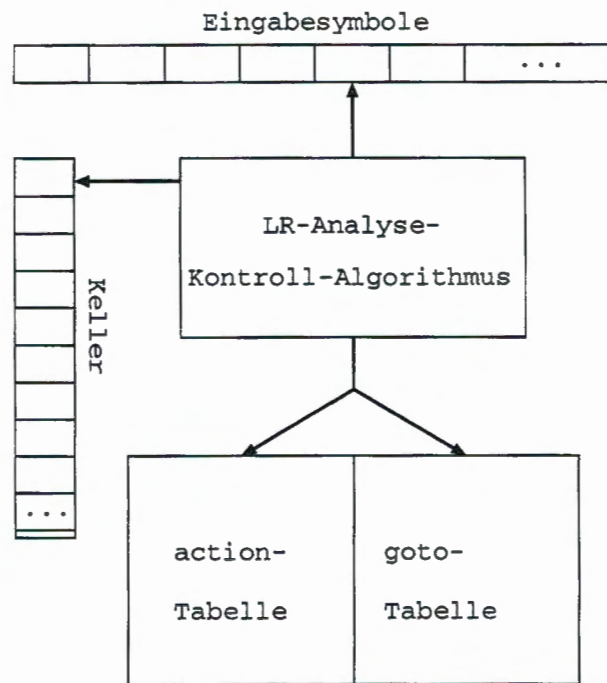 Eingabesymbole
...
LR-Analyse-
Kontroll-Algorithmus
Keller
...
action-
Tabelle
goto-
Tabelle